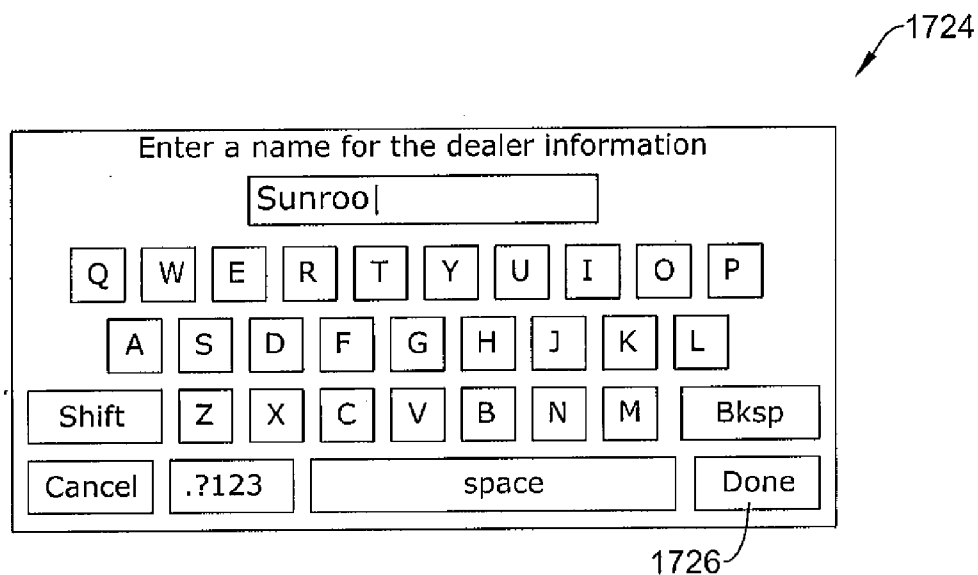 1724
Enter a name for the dealer information
Sunroo
Q W E R T Y U I O P
A S D F G H J K L
Shift Z X C V B N M Bksp
Cancel .?123 space Done
1726